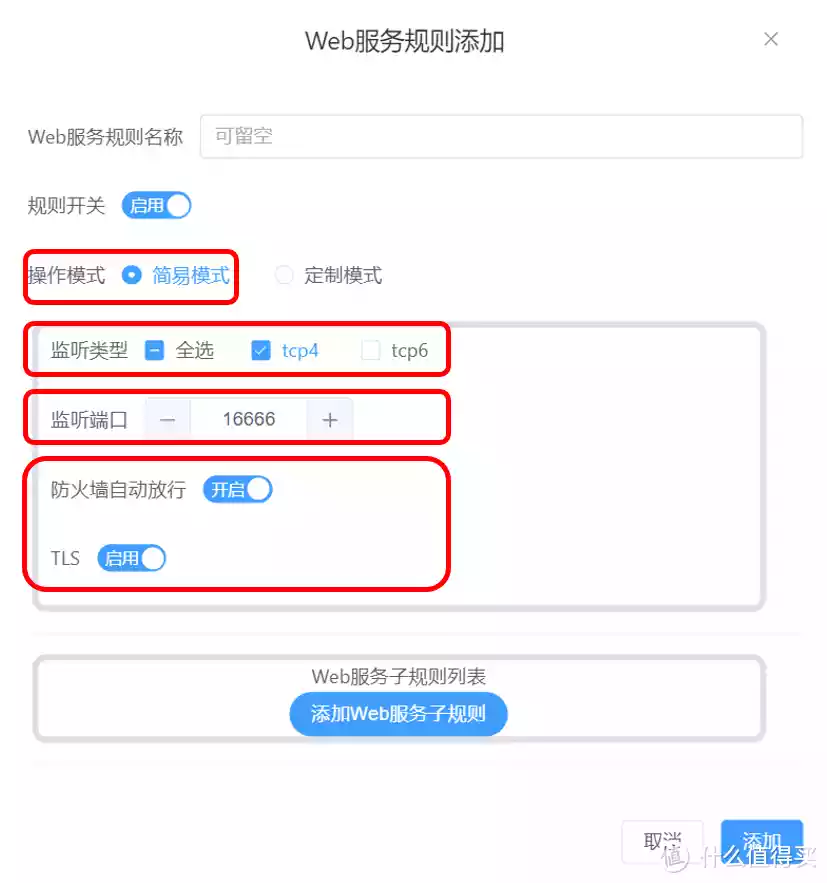 Web服务规则添加
Web服务规则名称 可留空
规则开关 启用
操作模式 简易模式 定制模式
监听类型 全选 tcp4 tcp6
监听端口 — 16666 +
防火墙自动放行 开启
TLS 启用
Web服务子规则列表
添加Web服务子规则
取消 添加
值 什么值得买